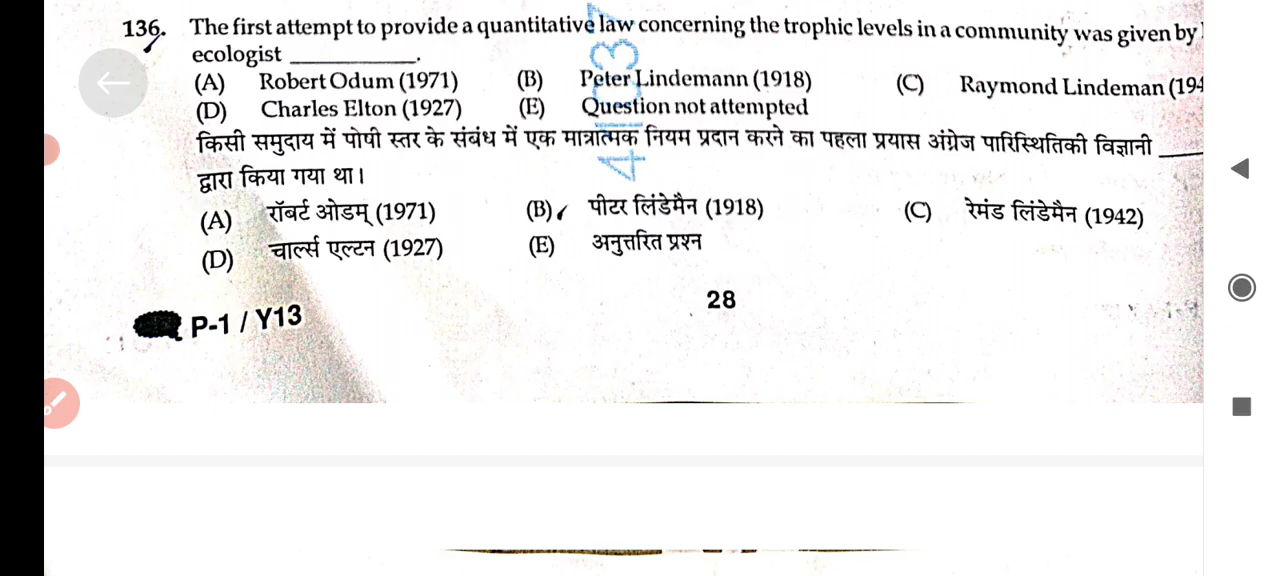 136. The first attempt to provide a quantitative law concerning the trophic levels in a community was given by
ecologist ____________.
(A) Robert Odum (1971) (B) Peter Lindemann (1918) (C) Raymond Lindeman (194
(D) Charles Elton (1927) (E) Question not attempted
किसी समुदाय में पोषी स्तर के संबंध में एक मात्रात्मक नियम प्रदान करने का पहला प्रयास अंग्रेज पारिस्थितिकी विज्ञानी ____
द्वारा किया गया था।
(A) रॉबर्ट ओडम् (1971) (B) पीटर लिंडेमैन (1918) (C) रेमंड लिंडेमैन (1942)
(D) चार्ल्स एल्टन (1927) (E) अनुत्तरित प्रश्न
28
P-1 / Y13